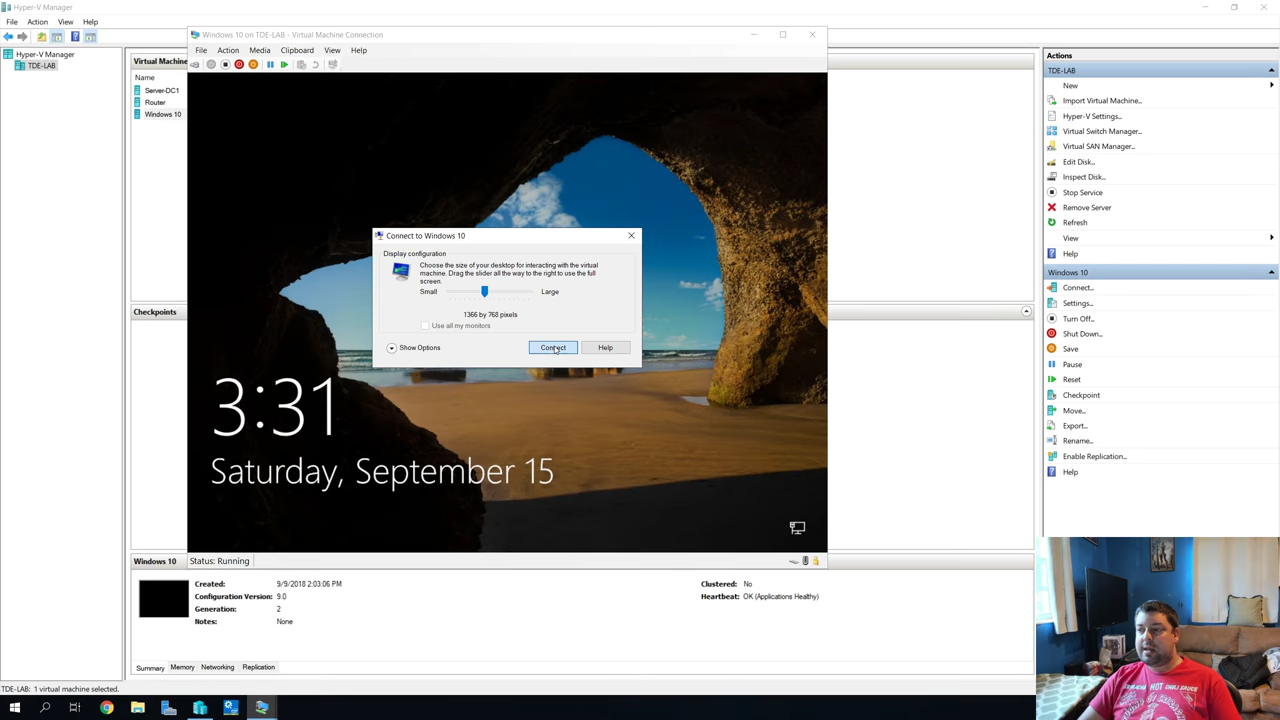 Hyper-V Manager
File Action View Help
Hyper-V Manager
TDE-LAB
Virtual Machine
Name
Server-DC1
Router
Windows 10
Checkpoints
Windows 10 on TDE-LAB - Virtual Machine Connection
File Action Media Clipboard View Help
Connect to Windows 10
Display configuration
Choose the size of your desktop for interacting with the virtual
machine. Drag the slider all the way to the right to use the full
screen.
Small Large
1366 by 768 pixels
Use all my monitors
Show Options Connect Help
3:31
Saturday, September 15
Status: Running
Windows 10
Created: 9/9/2018 2:03:06 PM
Configuration Version: 9.0
Generation: 2
Notes: None
Clustered: No
Heartbeat: OK (Applications Healthy)
Summary Memory Networking Replication
TDE-LAB: 1 virtual machine selected.
Actions
TDE-LAB
New
Import Virtual Machine...
Hyper-V Settings...
Virtual Switch Manager...
Virtual SAN Manager...
Edit Disk...
Inspect Disk...
Stop Service
Remove Server
Refresh
View
Help
Windows 10
Connect...
Settings...
Turn Off...
Shut Down...
Save
Pause
Reset
Checkpoint
Move...
Export...
Rename...
Enable Replication...
Help